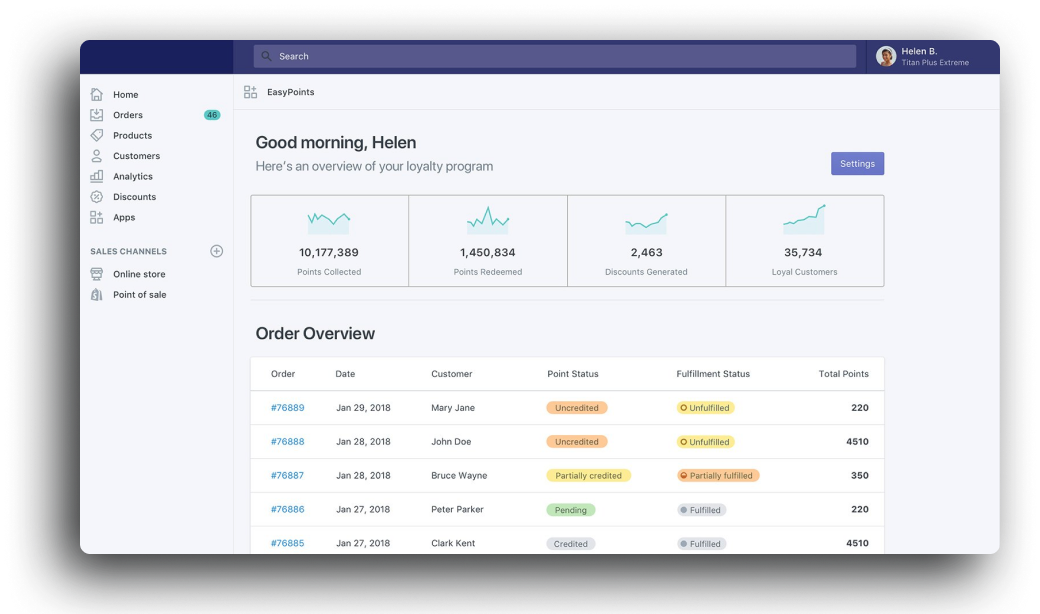 Search
Helen B.
Titan Plus Extreme
Home
Orders 46
Products
Customers
Analytics
Discounts
Apps
SALES CHANNELS
Online store
Point of sale
EasyPoints
Good morning, Helen
Here's an overview of your loyalty program
Settings
10,177,389 1,450,834 2,463 35,734
Points Collected Points Redeemed Discounts Generated Loyal Customers
Order Overview
Order Date Customer Point Status Fulfillment Status Total Points
#76889 Jan 29, 2018 Mary Jane Uncredited Unfulfilled 220
#76888 Jan 28, 2018 John Doe Uncredited Unfulfilled 4510
#76887 Jan 28, 2018 Bruce Wayne Partially credited Partially fulfilled 350
#76886 Jan 27, 2018 Peter Parker Pending Fulfilled 220
#76885 Jan 27, 2018 Clark Kent Credited Fulfilled 4510